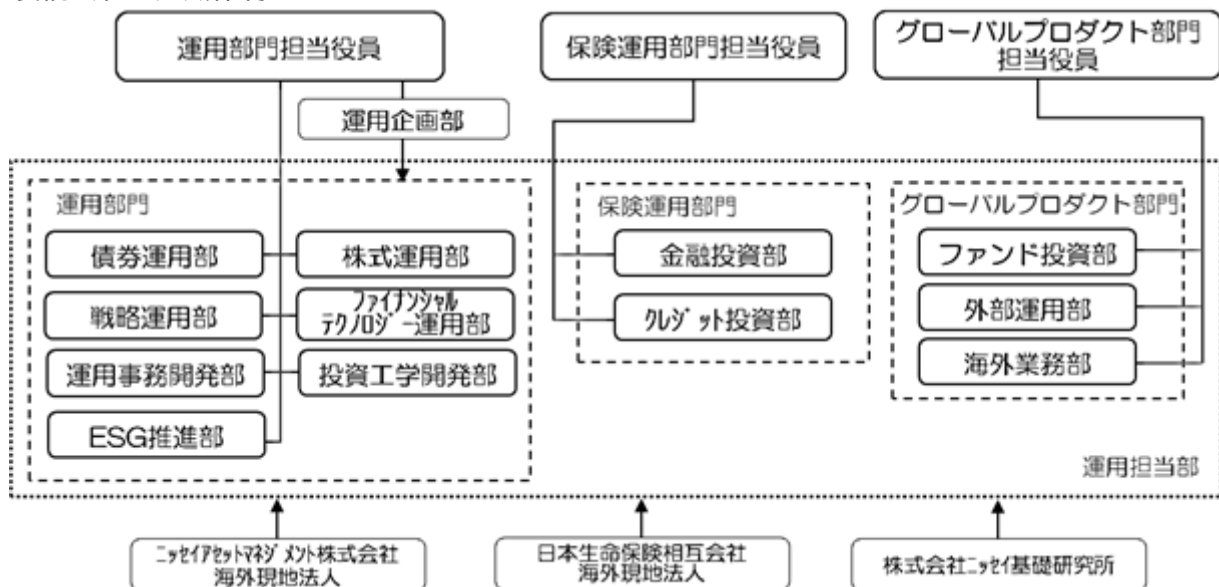 運用部門担当役員
保険運用部門担当役員
グローバルプロダクト部門
担当役員
運用企画部
運用部門
債券運用部
株式運用部
戦略運用部
ファイナンシャル
テクノロジー運用部
運用事務開発部
投資工学開発部
ESG推進部
保険運用部門
金融投資部
クレジット投資部
グローバルプロダクト部門
ファンド投資部
外部運用部
海外業務部
運用担当部
ニッセイアセットマネジメント株式会社
海外現地法人
日本生命保険相互会社
海外現地法人
株式会社ニッセイ基礎研究所